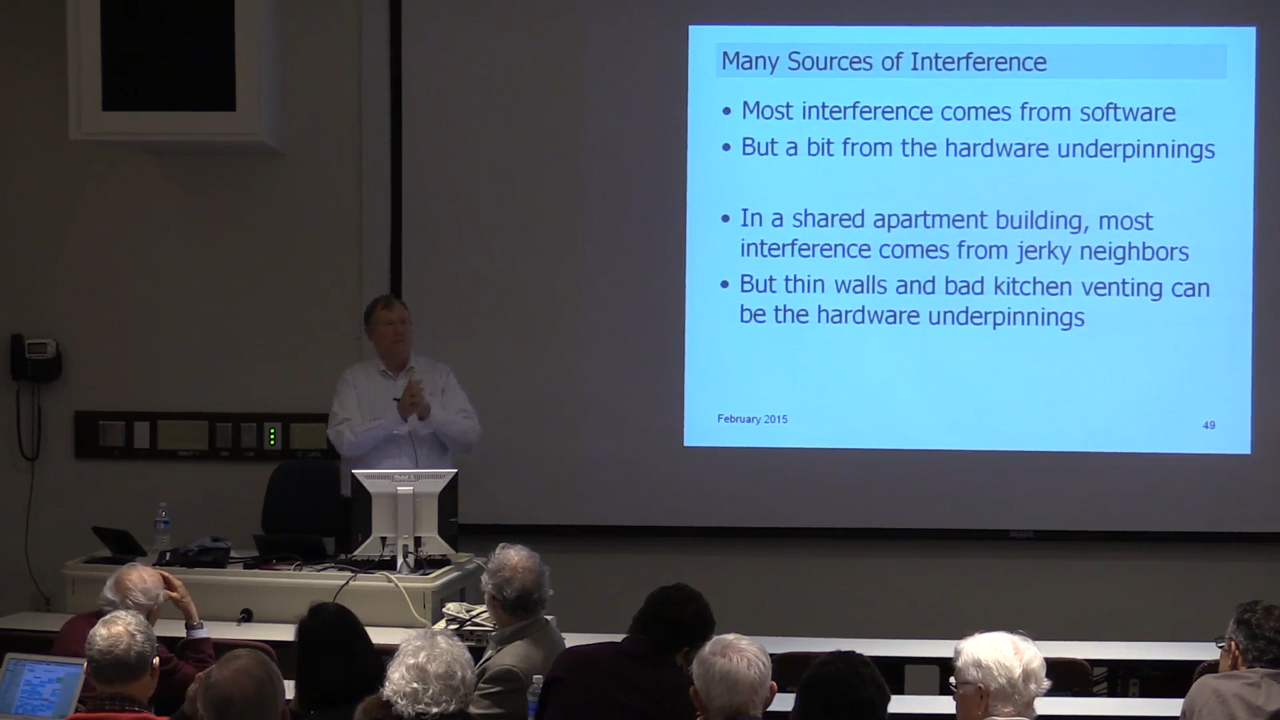 Many Sources of Interference
• Most interference comes from software
• But a bit from the hardware underpinnings
• In a shared apartment building, most
interference comes from jerky neighbors
• But thin walls and bad kitchen venting can
be the hardware underpinnings
February 2015
49